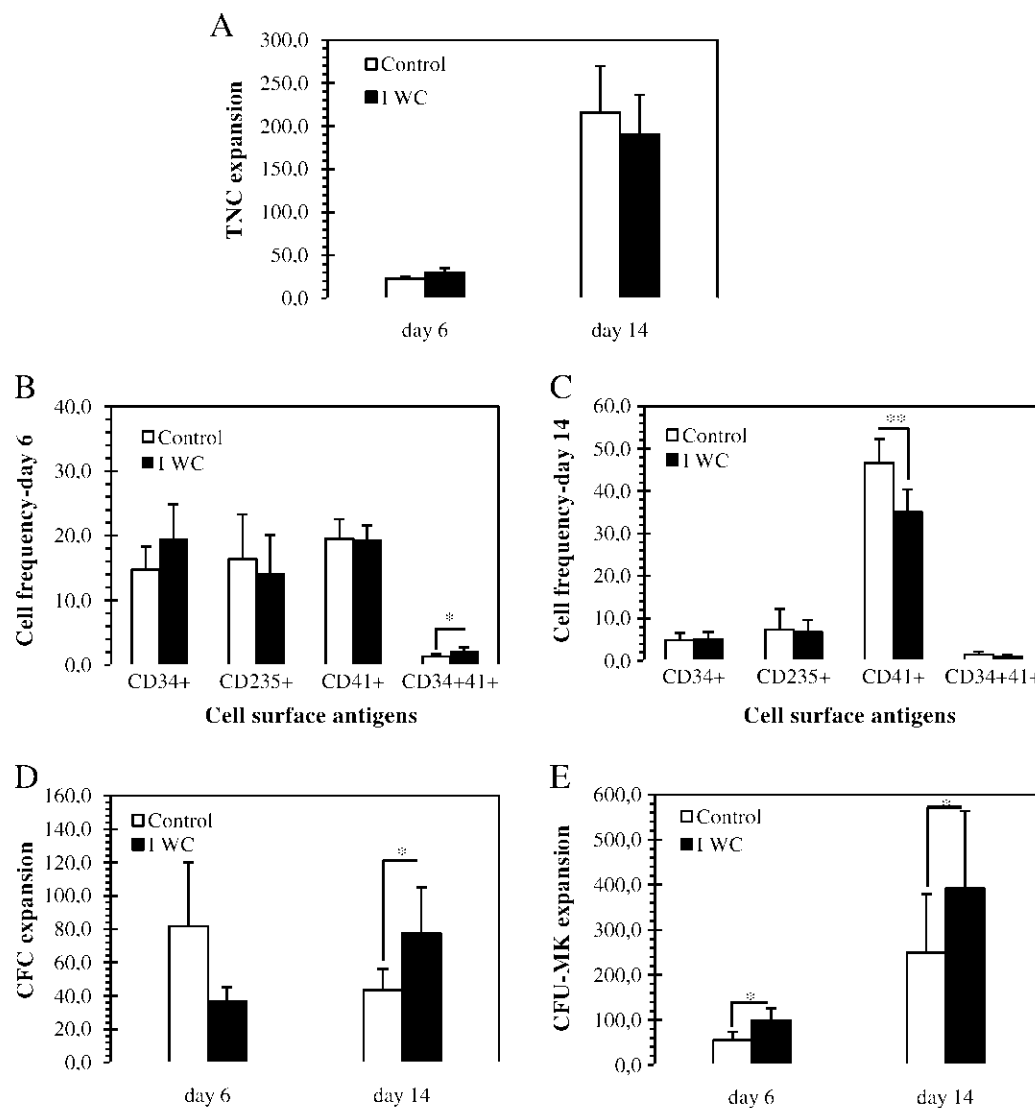 A
300,0
250,0
200,0
150,0
100,0
50,0
0,0
TNC expansion
Control
I WC
day 6
day 14
B
40.0
30.0
20.0
10.0
0.0
Cell frequency-day 6
Control
I WC
*
CD34+
CD235+
CD41+
CD34+41+
Cell surface antigens
C
60.0
50.0
40.0
30.0
20.0
10.0
0.0
Cell frequency-day 14
Control
I WC
**
CD34+
CD235+
CD41+
CD34+41+
Cell surface antigens
D
160.0
140.0
120.0
100.0
80.0
60.0
40.0
20.0
0.0
CFC expansion
Control
I WC
*
day 6
day 14
E
600,0
500,0
400,0
300,0
200,0
100,0
0,0
CFU-MK expansion
Control
I WC
*
*
day 6
day 14